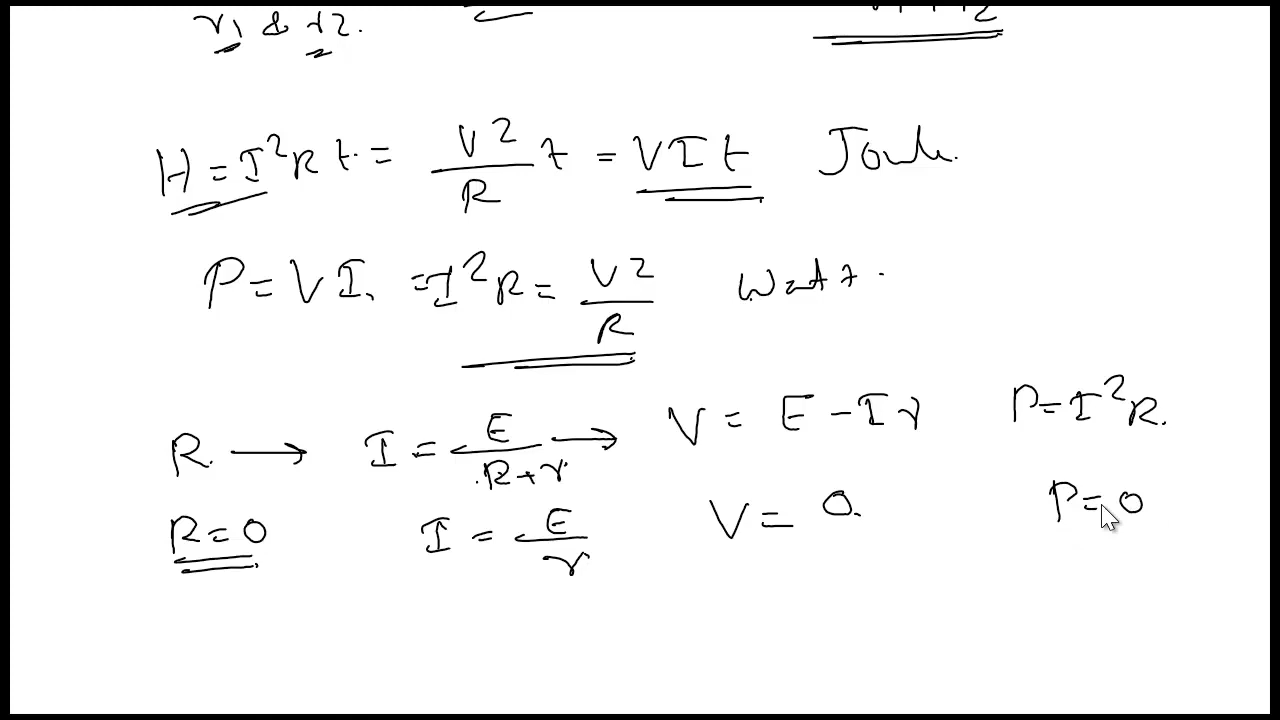 r1 & r2.
H = I²Rt = V²/R t = VIt Joule.
P = VI. = I²R = V²/R Watt.
R. → I = E/R+r → V = E - Ir P = I²R.
R = 0 I = E/r V = 0. P = 0